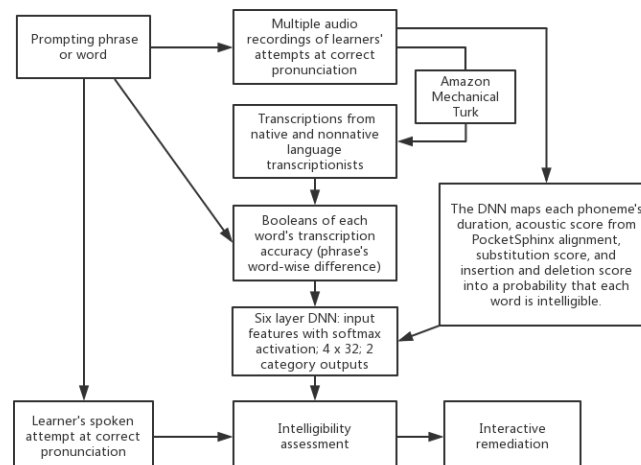 Prompting phrase
or word
Multiple audio
recordings of learners'
attempts at correct
pronunciation
Amazon
Mechanical
Turk
Transcriptions from
native and nonnative
language
transcriptionists
Booleans of each
word's transcription
accuracy (phrase's
word-wise difference)
The DNN maps each phoneme's
duration, acoustic score from
PocketSphinx alignment,
substitution score, and
insertion and deletion score
into a probability that each
word is intelligible.
Six layer DNN: input
features with softmax
activation; 4 x 32; 2
category outputs
Learner's spoken
attempt at correct
pronunciation
Intelligibility
assessment
Interactive
remediation